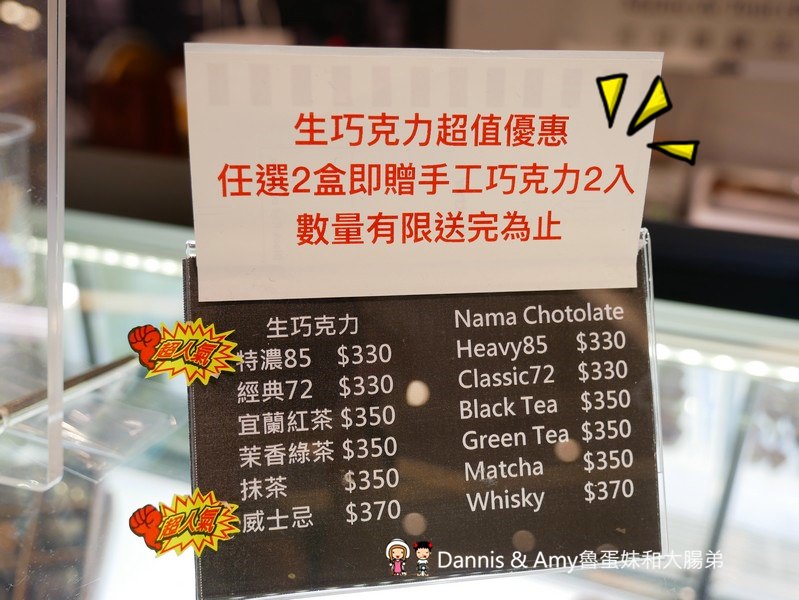 生巧克力超值優惠
任選2盒即贈手工巧克力2入
數量有限送完為止
生巧克力
超人氣
特濃85 $330
經典72 $330
宜蘭紅茶 $350
茉香綠茶 $350
抹茶 $350
超人氣
威士忌 $370
Nama Chotolate
Heavy85 $330
Classic72 $330
Black Tea $350
Green Tea $350
Matcha $350
Whisky $370
Dannis & Amy魯蛋妹和大腸弟